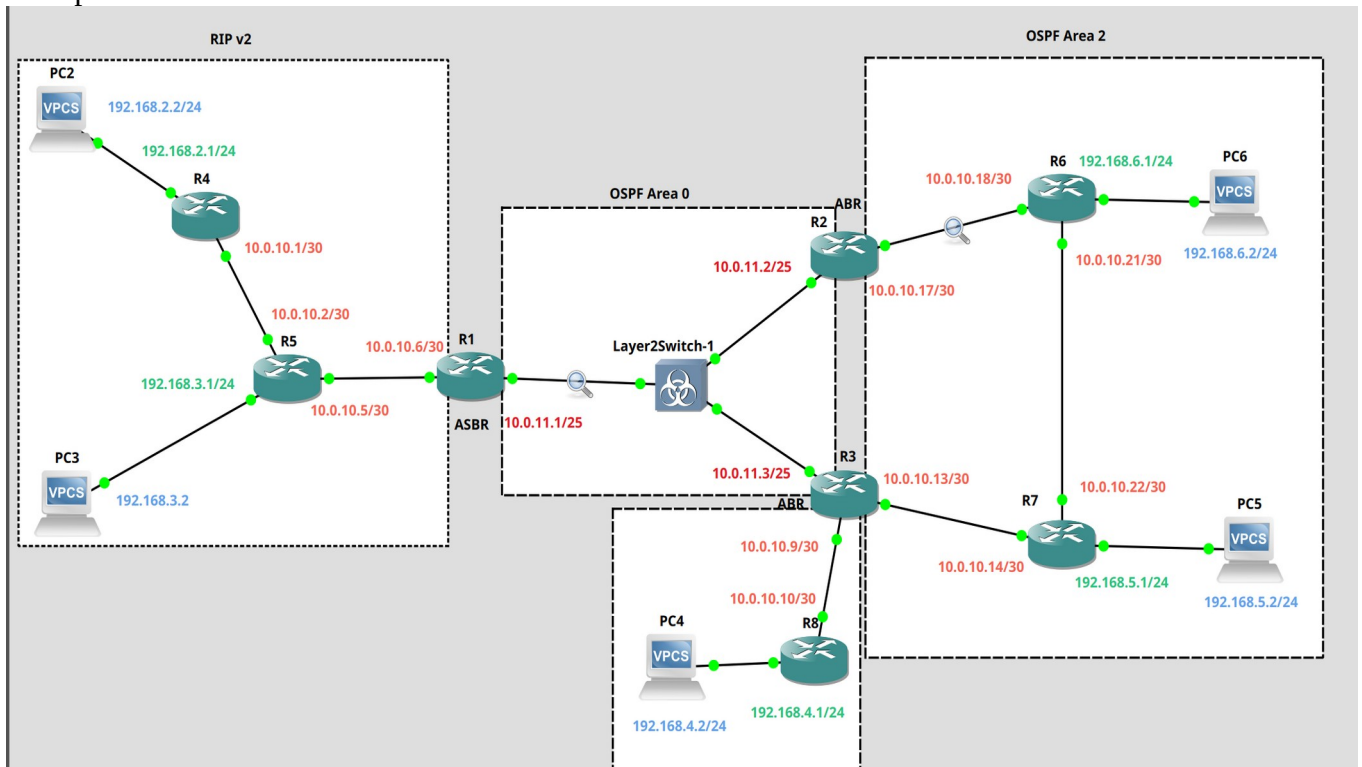 RIP v2
OSPF Area 2
PC2
VPCS
192.168.2.2/24
192.168.2.1/24
R4
10.0.10.1/30
10.0.10.2/30
R5
192.168.3.1/24
10.0.10.5/30
PC3
VPCS
192.168.3.2
10.0.10.6/30
R1
ASBR
10.0.11.1/25
OSPF Area 0
Layer2Switch-1
10.0.11.2/25
R2
ABR
10.0.10.17/30
10.0.11.3/25
R3
ABR
10.0.10.13/30
10.0.10.9/30
10.0.10.10/30
R8
192.168.4.1/24
PC4
VPCS
192.168.4.2/24
10.0.10.18/30
R6
192.168.6.1/24
PC6
VPCS
192.168.6.2/24
10.0.10.21/30
10.0.10.22/30
R7
10.0.10.14/30
192.168.5.1/24
PC5
VPCS
192.168.5.2/24